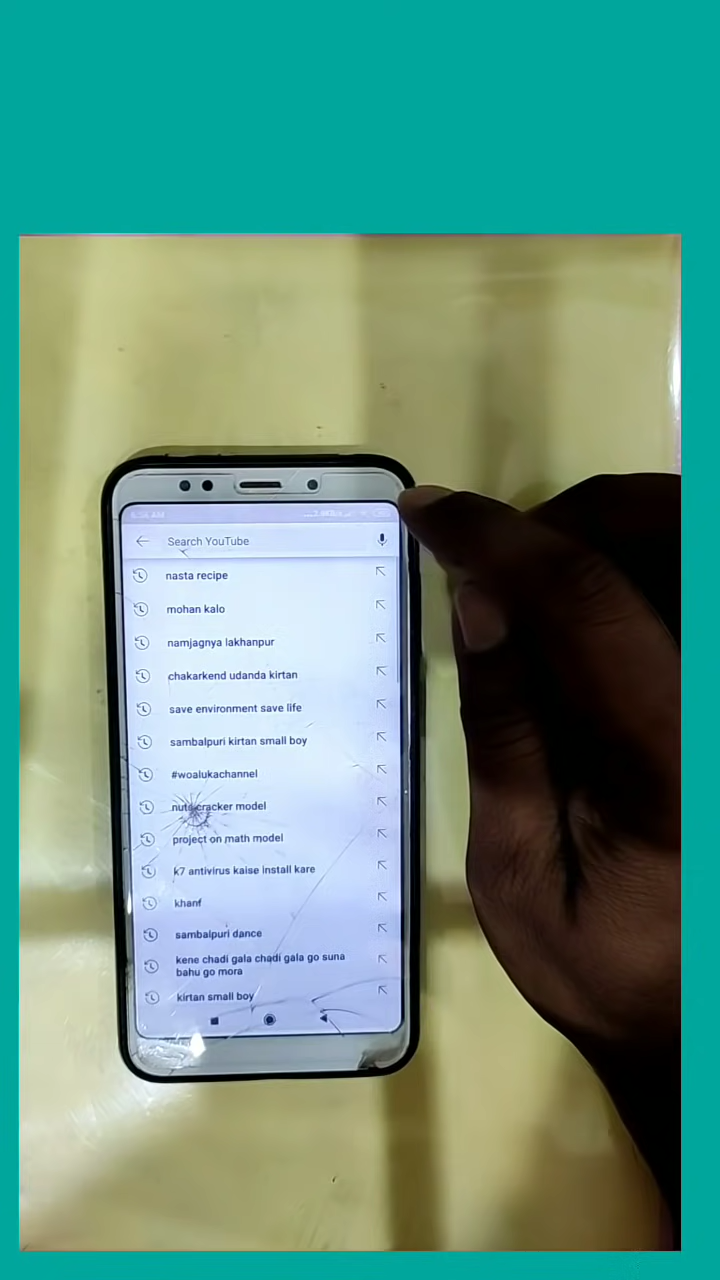 Search YouTube
nasta recipe
mohan kalo
namjagnya lakhanpur
chakarkend udanda kirtan
save environment save life
sambalpuri kirtan small boy
#woalukachannel
nuts cracker model
project on math model
k7 antivirus kaise install kare
khanf
sambalpuri dance
kene chadi gala chadi gala go suna
bahu go mora
kirtan small boy